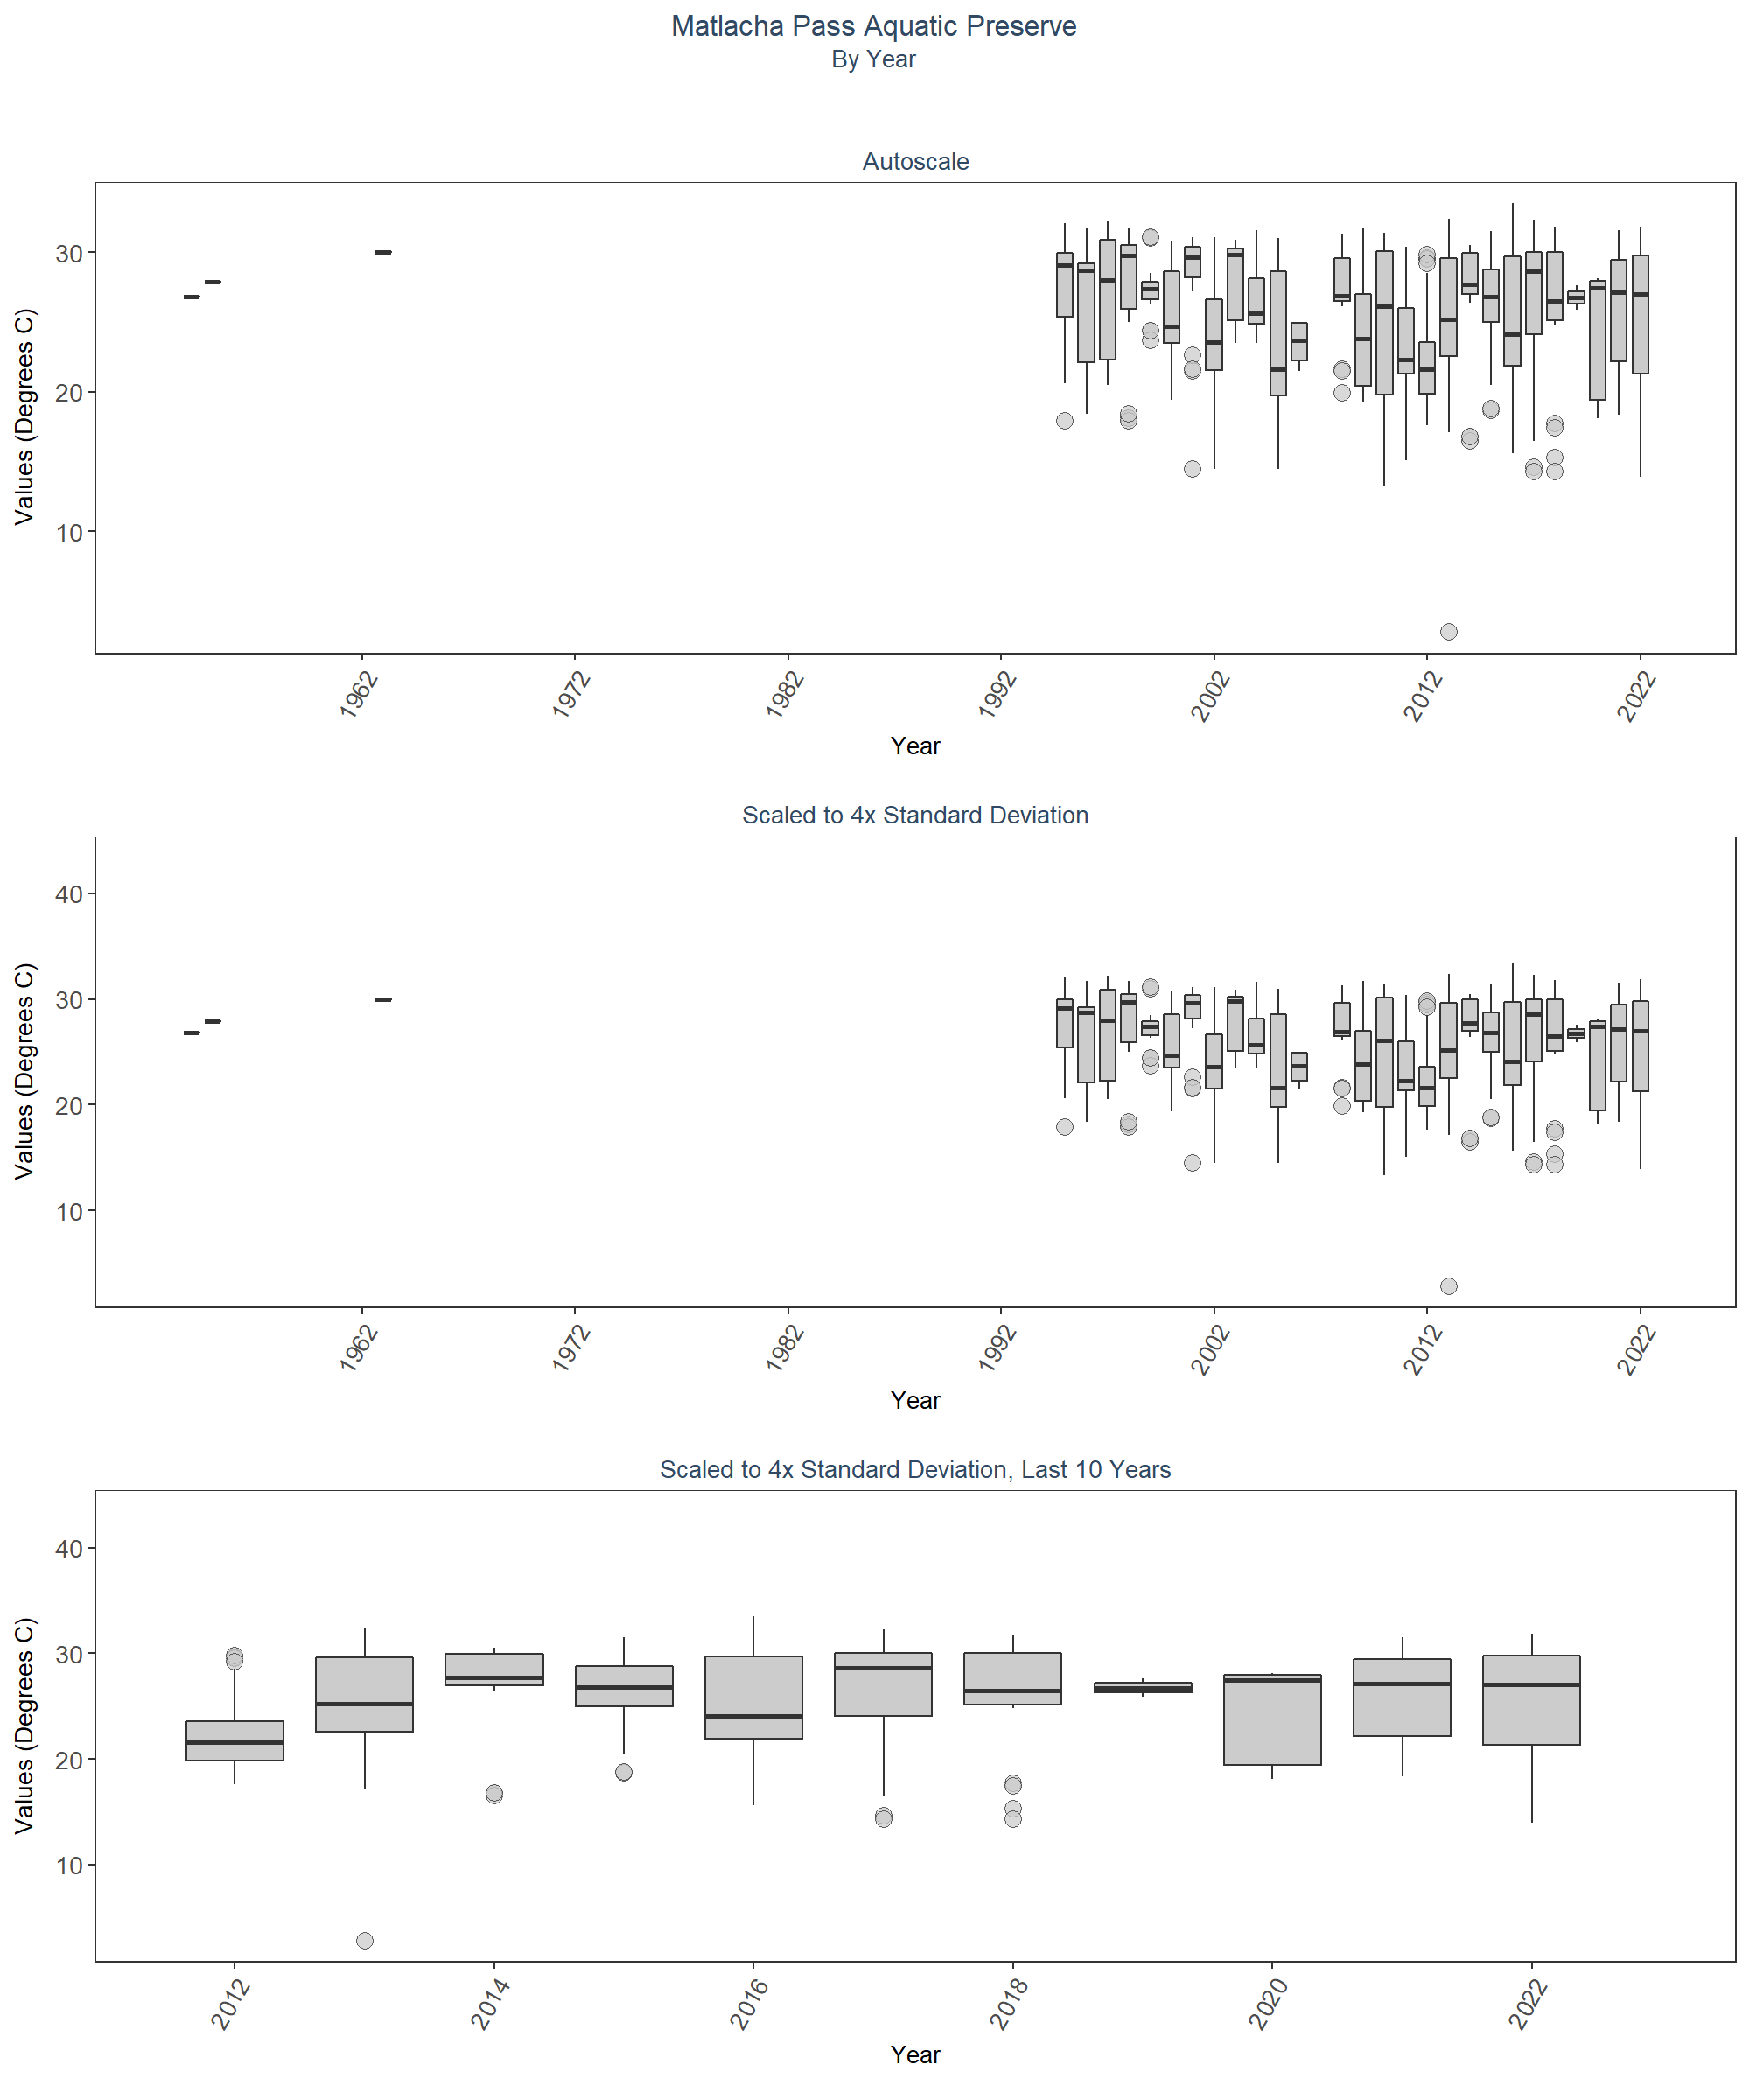 Matlacha Pass Aquatic Preserve
By Year
Autoscale
Values (Degrees C)
30
20
10
1962
1972
1982
1992
2002
2012
2022
Year
Scaled to 4x Standard Deviation
Values (Degrees C)
40
30
20
10
1962
1972
1982
1992
2002
2012
2022
Year
Scaled to 4x Standard Deviation, Last 10 Years
Values (Degrees C)
40
30
20
10
2012
2014
2016
2018
2020
2022
Year